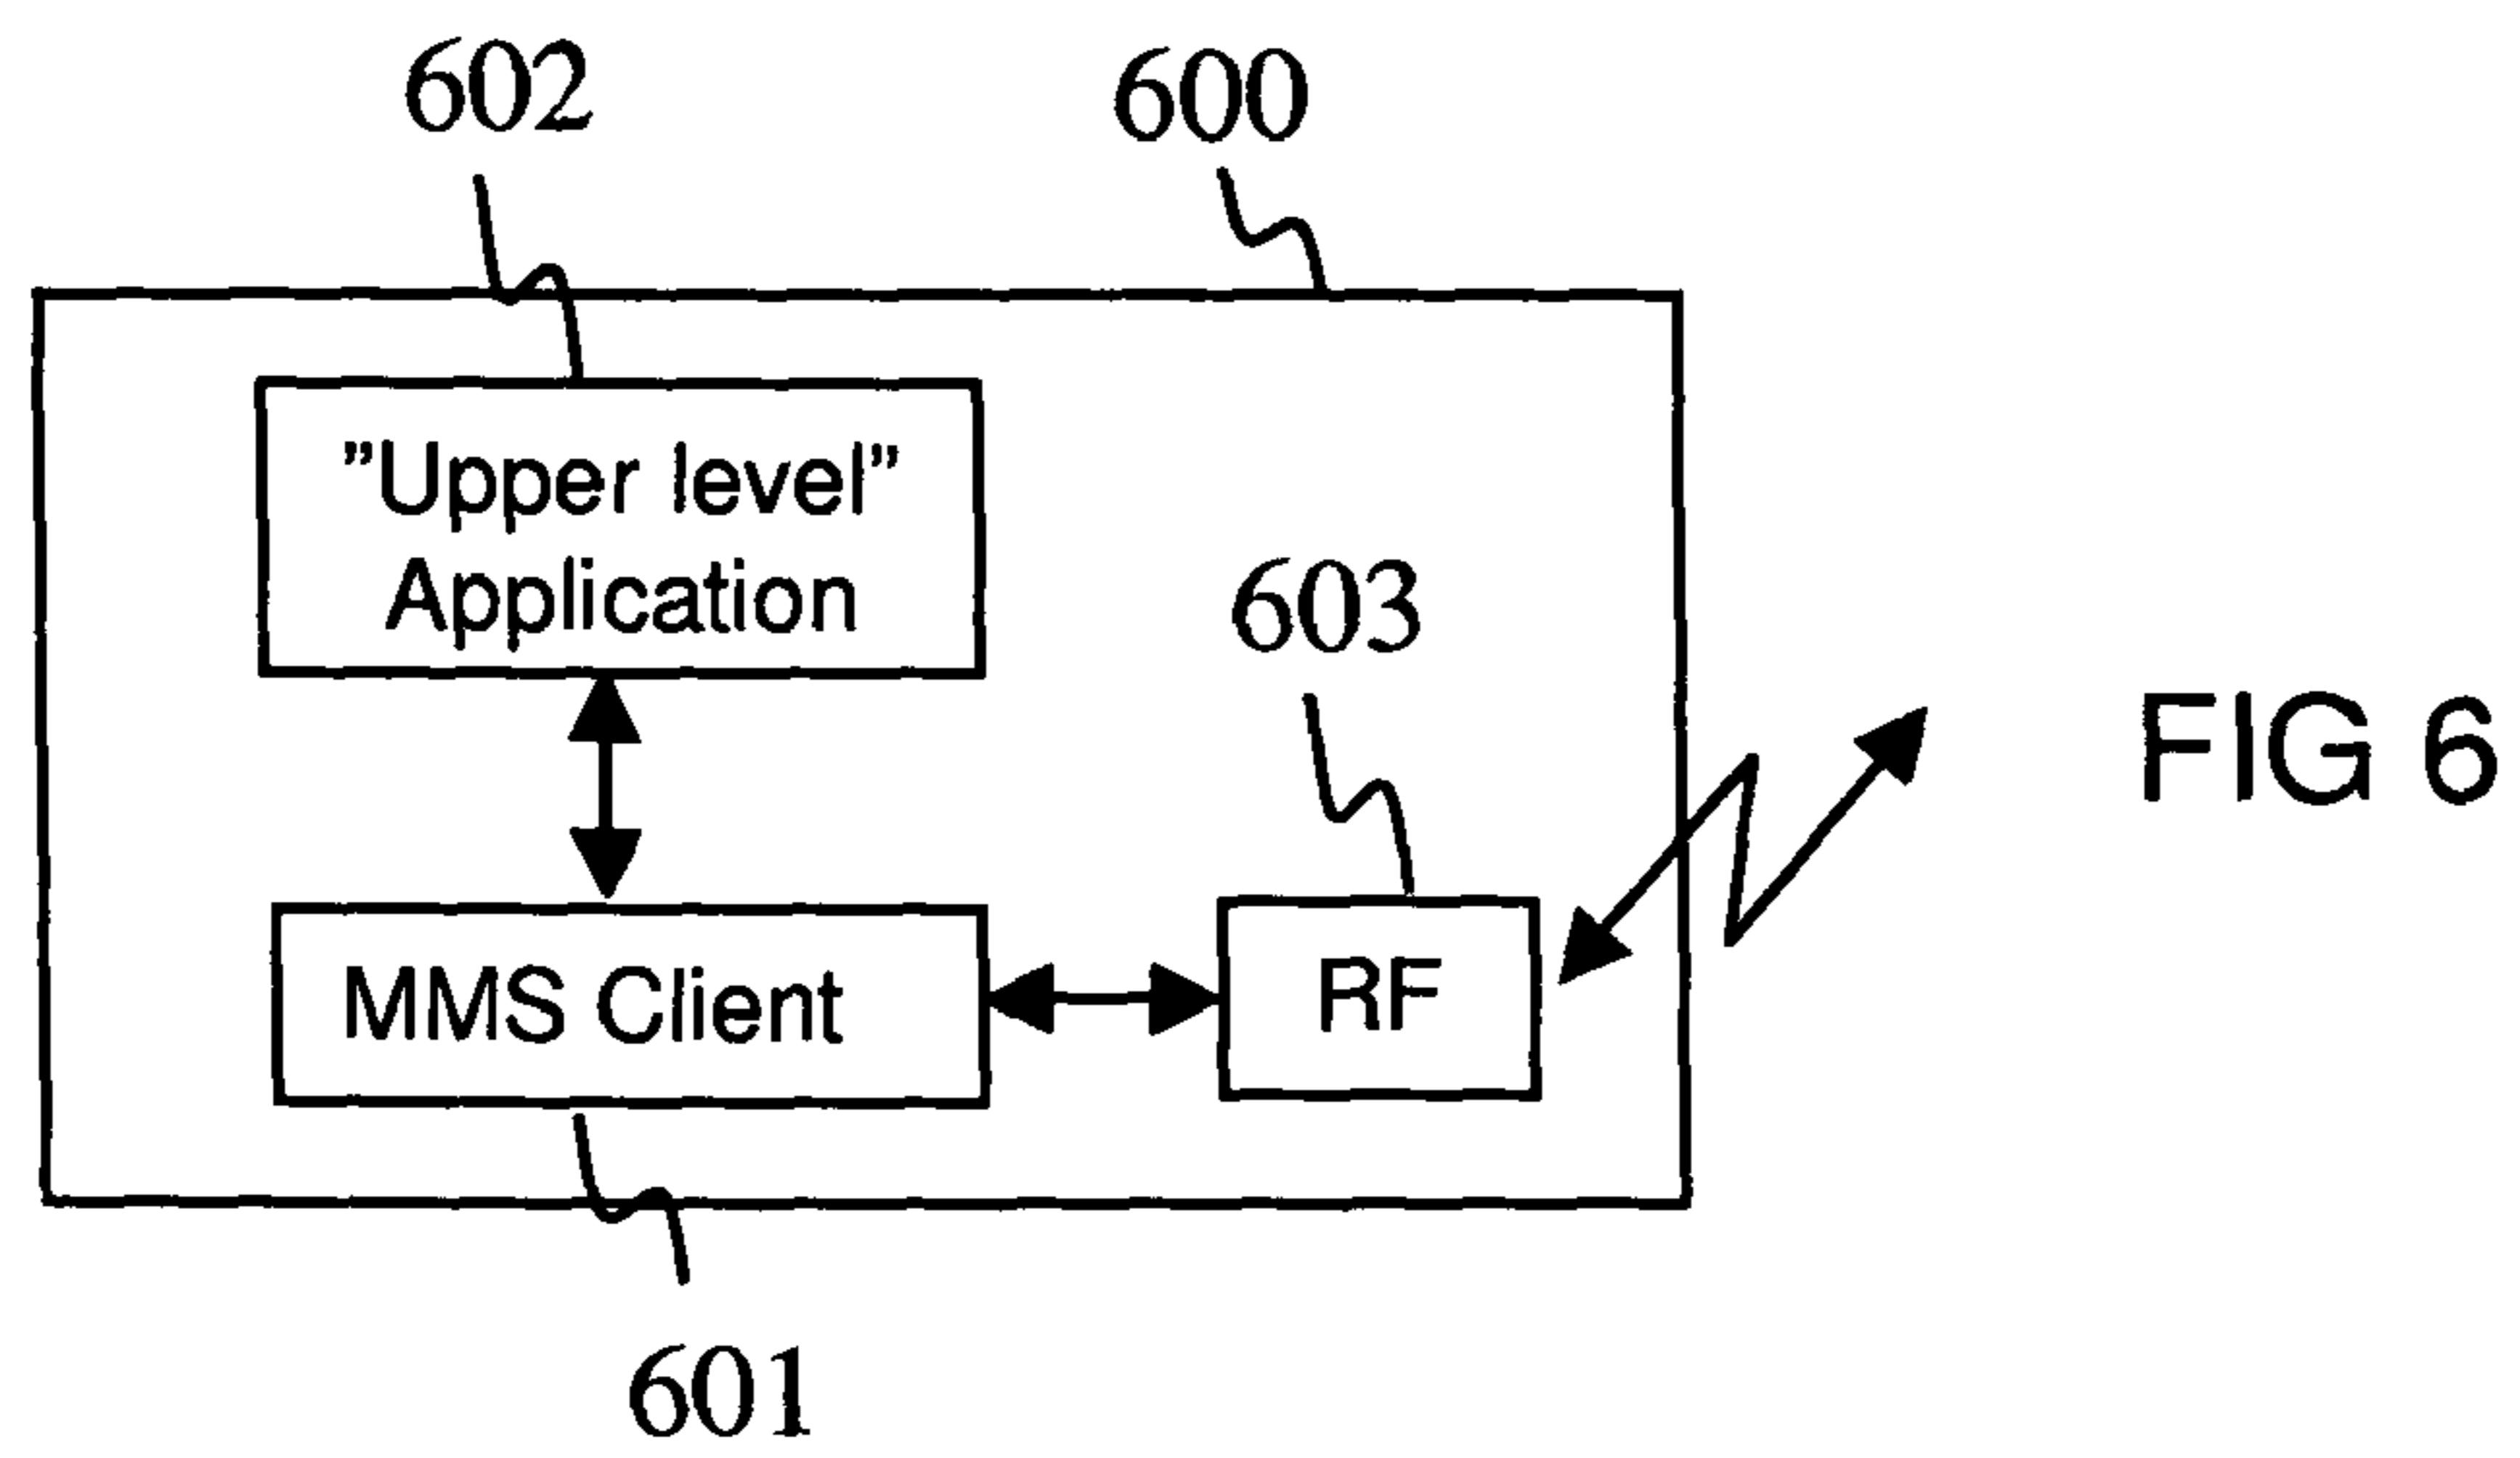 602
600
”Upper level”
Application
603
FIG 6
MMS Client
RF
601